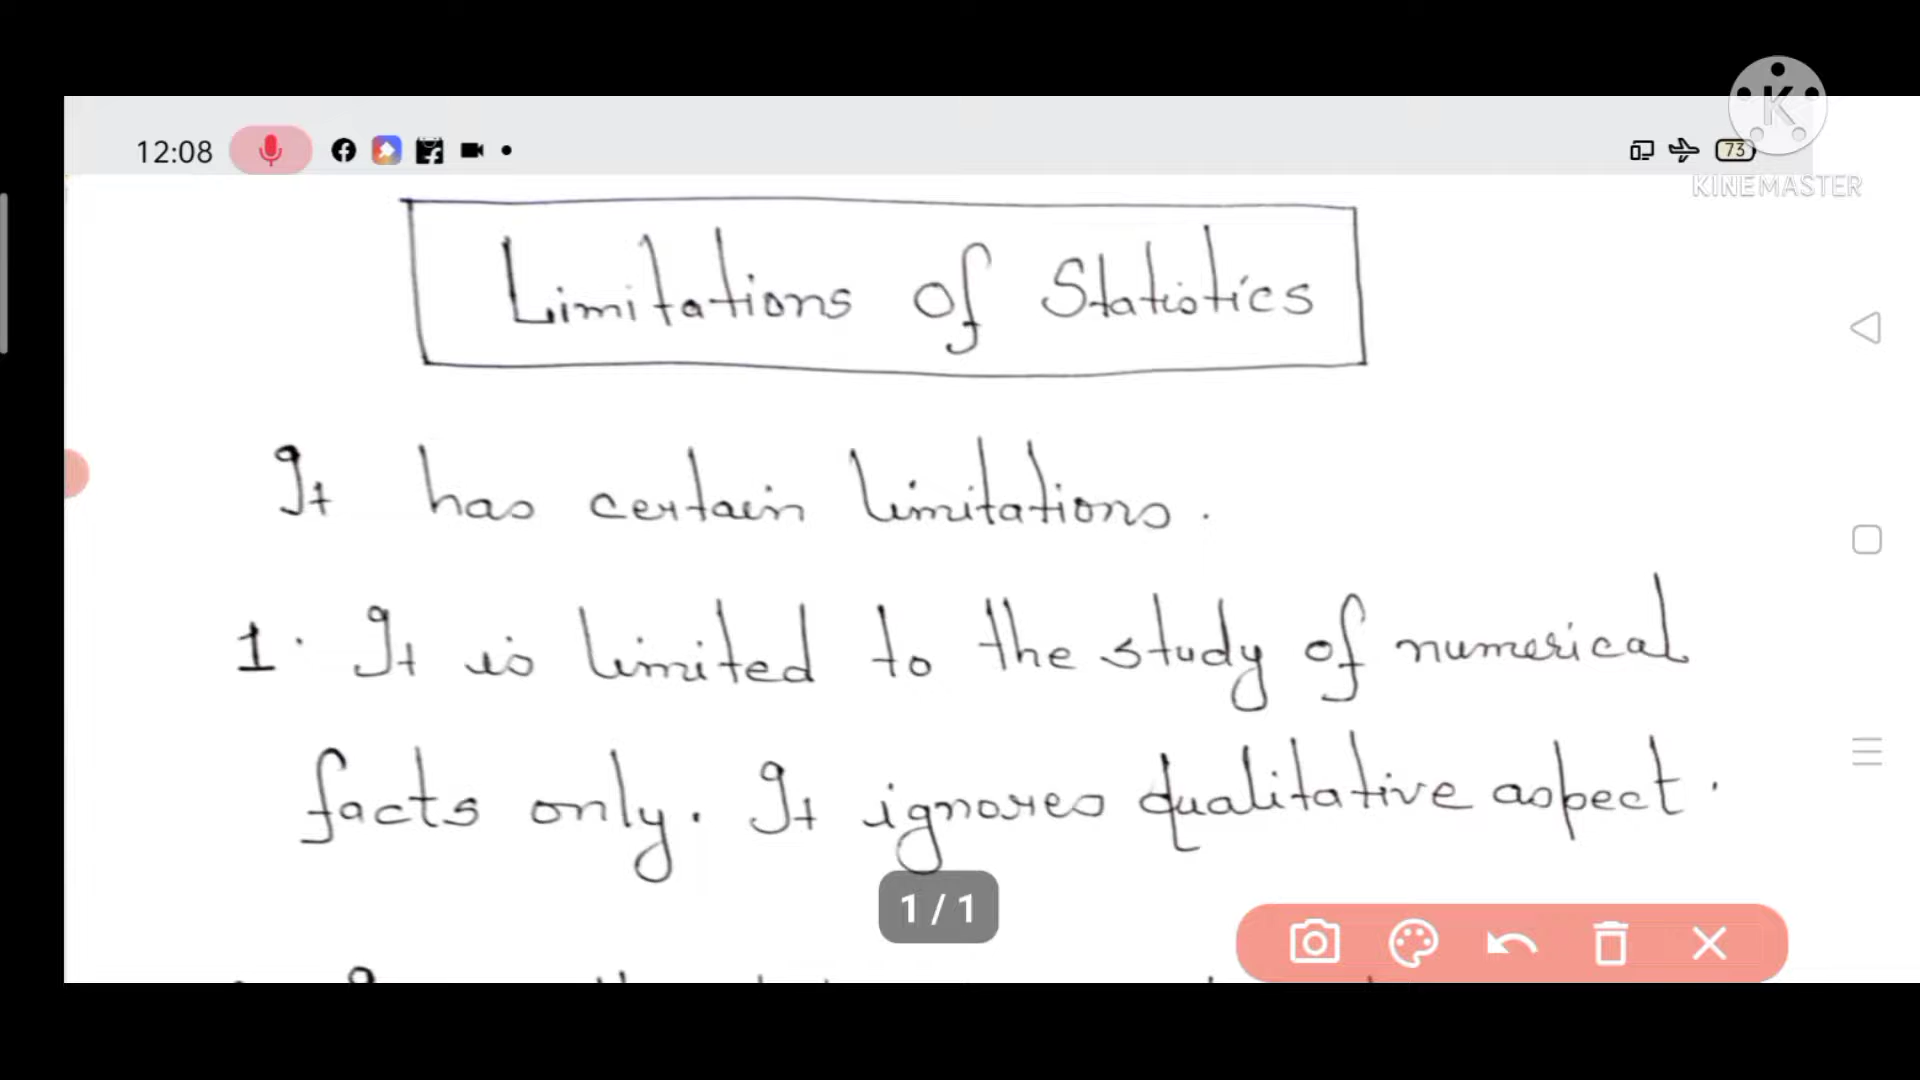 12:08
73
KINEMASTER
Limitations of Statistics
It has certain limitations.
1. It is limited to the study of numerical
facts only. It ignores qualitative aspect.
1 / 1